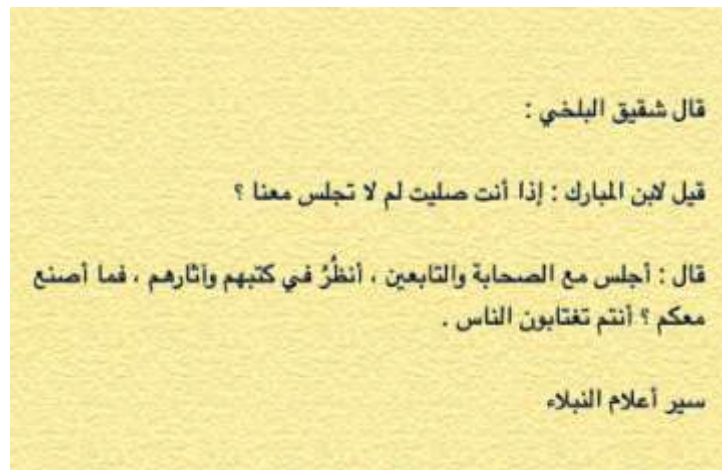 قال شقيق البلخي :
قيل لابن المبارك : إذا أنت صليت لم لا تجلس معنا ؟
قال : أجلس مع الصحابة والتابعين ، أنظُرُ في كتبهم وآثارهم ، فما أصنع
معكم ؟ أنتم تغتابون الناس .
سير أعلام النبلاء